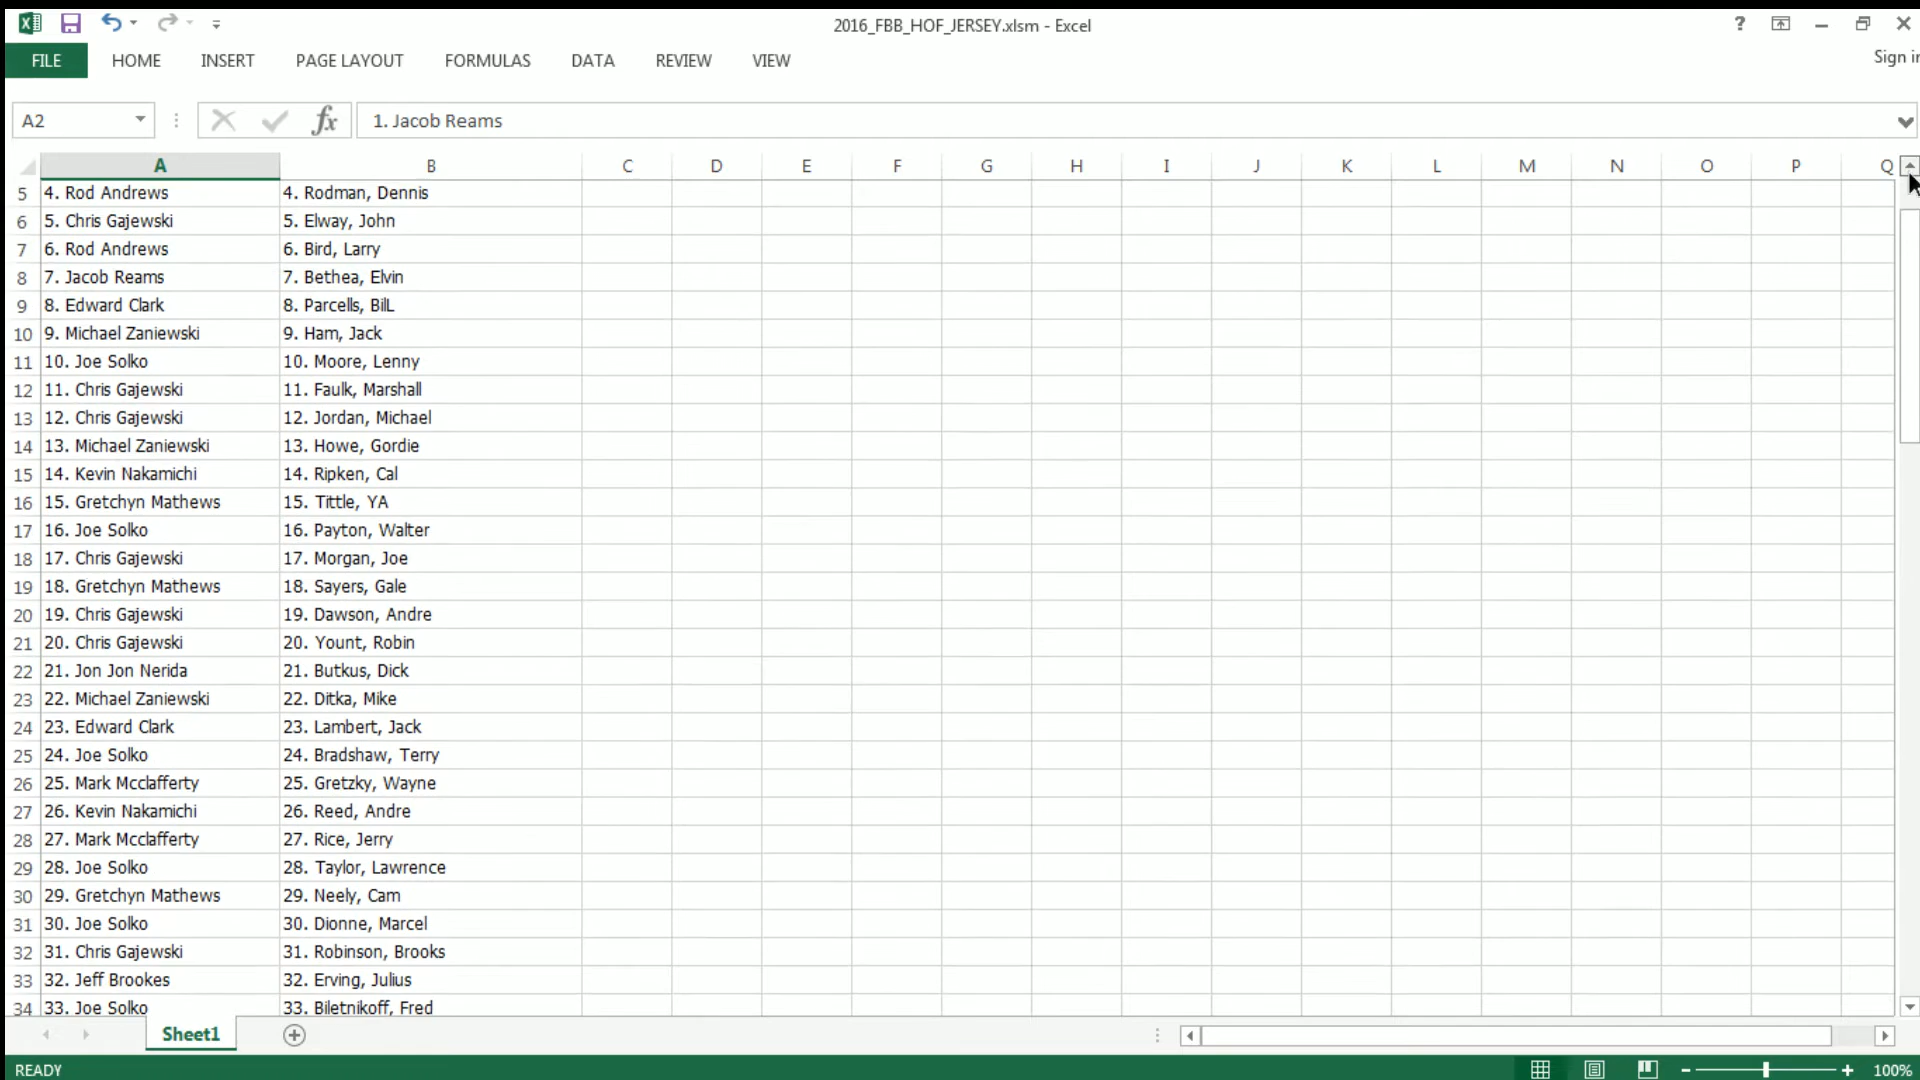 2016_FBB_HOF_JERSEY.xlsm - Excel
?
FILE HOME INSERT PAGE LAYOUT FORMULAS DATA REVIEW VIEW
Sign in
A2 fx 1. Jacob Reams
A B C D E F G H I J K L M N O P Q
5 4. Rod Andrews 4. Rodman, Dennis
6 5. Chris Gajewski 5. Elway, John
7 6. Rod Andrews 6. Bird, Larry
8 7. Jacob Reams 7. Bethea, Elvin
9 8. Edward Clark 8. Parcells, BilL
10 9. Michael Zaniewski 9. Ham, Jack
11 10. Joe Solko 10. Moore, Lenny
12 11. Chris Gajewski 11. Faulk, Marshall
13 12. Chris Gajewski 12. Jordan, Michael
14 13. Michael Zaniewski 13. Howe, Gordie
15 14. Kevin Nakamichi 14. Ripken, Cal
16 15. Gretchyn Mathews 15. Tittle, YA
17 16. Joe Solko 16. Payton, Walter
18 17. Chris Gajewski 17. Morgan, Joe
19 18. Gretchyn Mathews 18. Sayers, Gale
20 19. Chris Gajewski 19. Dawson, Andre
21 20. Chris Gajewski 20. Yount, Robin
22 21. Jon Jon Nerida 21. Butkus, Dick
23 22. Michael Zaniewski 22. Ditka, Mike
24 23. Edward Clark 23. Lambert, Jack
25 24. Joe Solko 24. Bradshaw, Terry
26 25. Mark Mcclafferty 25. Gretzky, Wayne
27 26. Kevin Nakamichi 26. Reed, Andre
28 27. Mark Mcclafferty 27. Rice, Jerry
29 28. Joe Solko 28. Taylor, Lawrence
30 29. Gretchyn Mathews 29. Neely, Cam
31 30. Joe Solko 30. Dionne, Marcel
32 31. Chris Gajewski 31. Robinson, Brooks
33 32. Jeff Brookes 32. Erving, Julius
34 33. Joe Solko 33. Biletnikoff, Fred
Sheet1
READY 100%